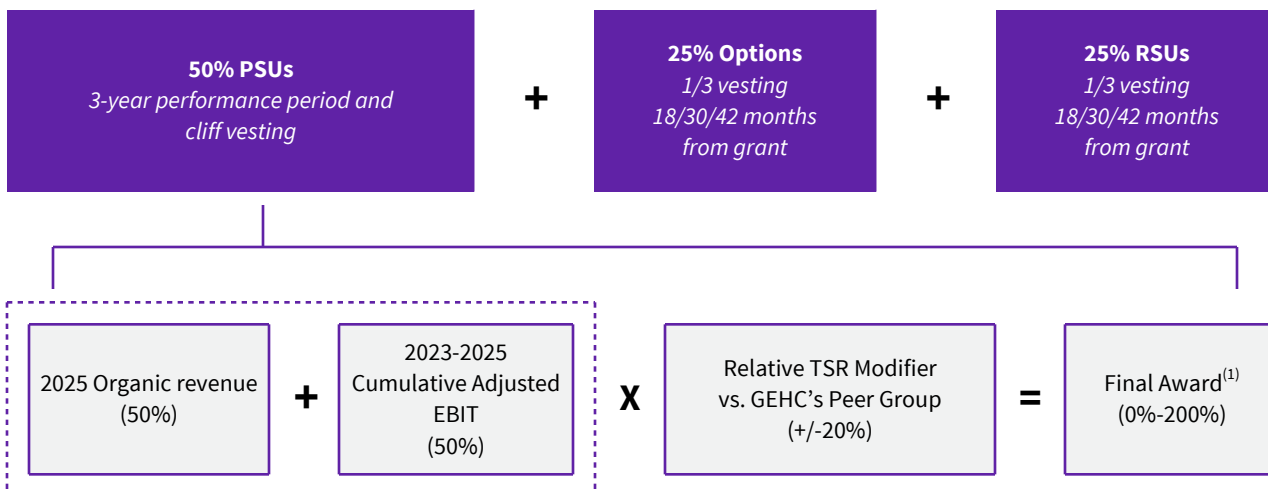 50% PSUs
3-year performance period and
cliff vesting
+
25% Options
1/3 vesting
18/30/42 months
from grant
+
25% RSUs
1/3 vesting
18/30/42 months
from grant
2025 Organic revenue
(50%)
+
2023-2025
Cumulative Adjusted
EBIT
(50%)
X
Relative TSR Modifier
vs. GEHC’s Peer Group
(+/-20%)
=
Final Award(1)
(0%-200%)